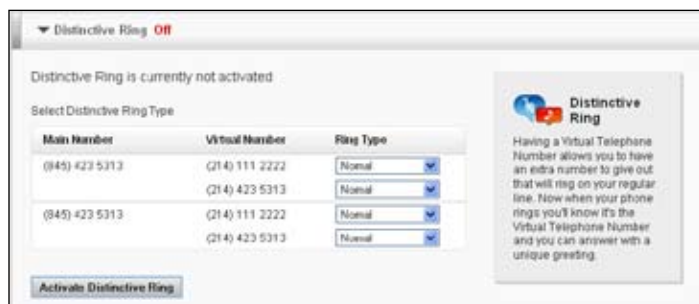 Distinctive Ring Off
Distinctive Ring is currently not activated
Select Distinctive Ring Type
Main Number Virtual Number Ring Type
(845) 423 5313 (214) 111 2222 Normal
(214) 423 5313 Normal
(845) 423 5313 (214) 111 2222 Normal
(214) 423 5313 Normal
Activate Distinctive Ring
Distinctive
Ring
Having a Virtual Telephone
Number allows you to have
an extra number to give out
that will ring on your regular
line. Now when your phone
rings you'll know it's the
Virtual Telephone Number
and you can answer with a
unique greeting.